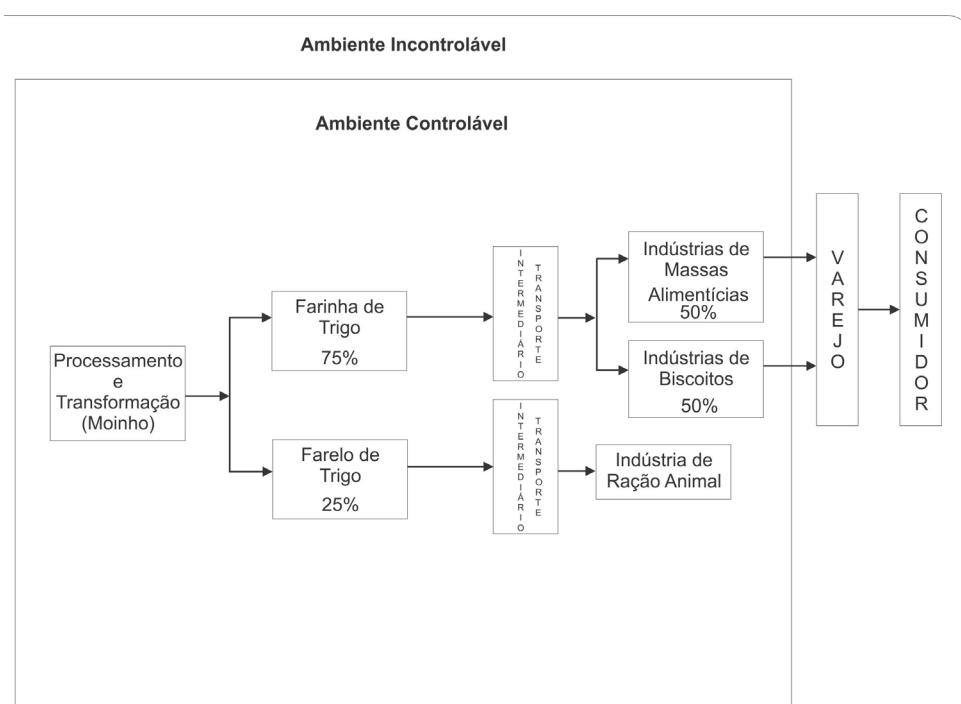 Ambiente Incontrolável
Ambiente Controlável
Processamento
e
Transformação
(Moinho)
Farinha de
Trigo
75%
Farelo de
Trigo
25%
INTERMEDIÁRIO
TRANSPORTE
INTERMEDIÁRIO
TRANSPORTE
Indústrias de
Massas
Alimentícias
50%
Indústrias de
Biscoitos
50%
Indústria de
Ração Animal
VAREJO
CONSUMIDOR